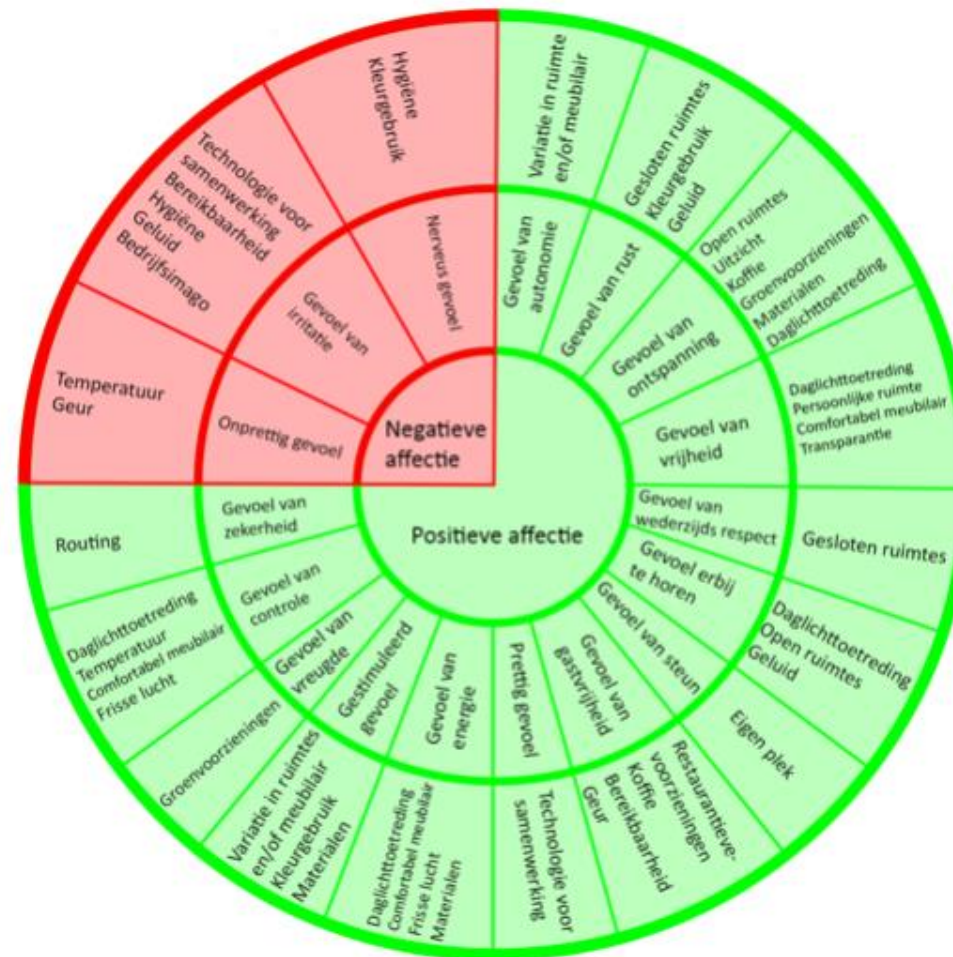 Negatieve
affectie
Positieve affectie
Nerveus gevoel
Hygiëne
Kleurgebruik
Gevoel van
irritatie
Technologie voor
samenwerking
Bereikbaarheid
Hygiëne
Geluid
Bedrijfsimago
Onprettig gevoel
Temperatuur
Geur
Gevoel van
autonomie
Variatie in ruimte
en/of meubilair
Gevoel van rust
Gesloten ruimtes
Kleurgebruik
Geluid
Gevoel van
ontspanning
Open ruimtes
Uitzicht
Koffie
Groenvoorzieningen
Materialen
Daglichttoetreding
Gevoel van
vrijheid
Daglichttoetreding
Persoonlijke ruimte
Comfortabel meubilair
Transparantie
Gevoel van
wederzijds respect
Gesloten ruimtes
Gevoel erbij
te horen
Daglichttoetreding
Open ruimtes
Geluid
Gevoel van steun
Eigen plek
Gevoel van
gastvrijheid
Restaurantieve-
voorzieningen
Koffie
Bereikbaarheid
Geur
Prettig gevoel
Technologie voor
samenwerking
Gevoel van
energie
Daglichttoetreding
Comfortabel meubilair
Frisse lucht
Materialen
Gestimuleerd
gevoel
Variatie in ruimtes
en/of meubilair
Kleurgebruik
Materialen
Gevoel van
vreugde
Groenvoorzieningen
Gevoel van
controle
Daglichttoetreding
Temperatuur
Comfortabel meubilair
Frisse lucht
Gevoel van
zekerheid
Routing